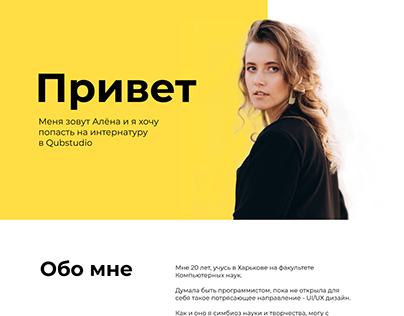 Привет
Меня зовут Алёна и я хочу
попасть на интернатуру
в Qubstudio
Обо мне
Мне 20 лет, учусь в Харькове на факультете
Компьютерных наук.
Думала быть программистом, пока не открыла для
себя такое потрясающее направление - UI/UX дизайн.
Как и оно я симбиоз науки и творчества, могу с